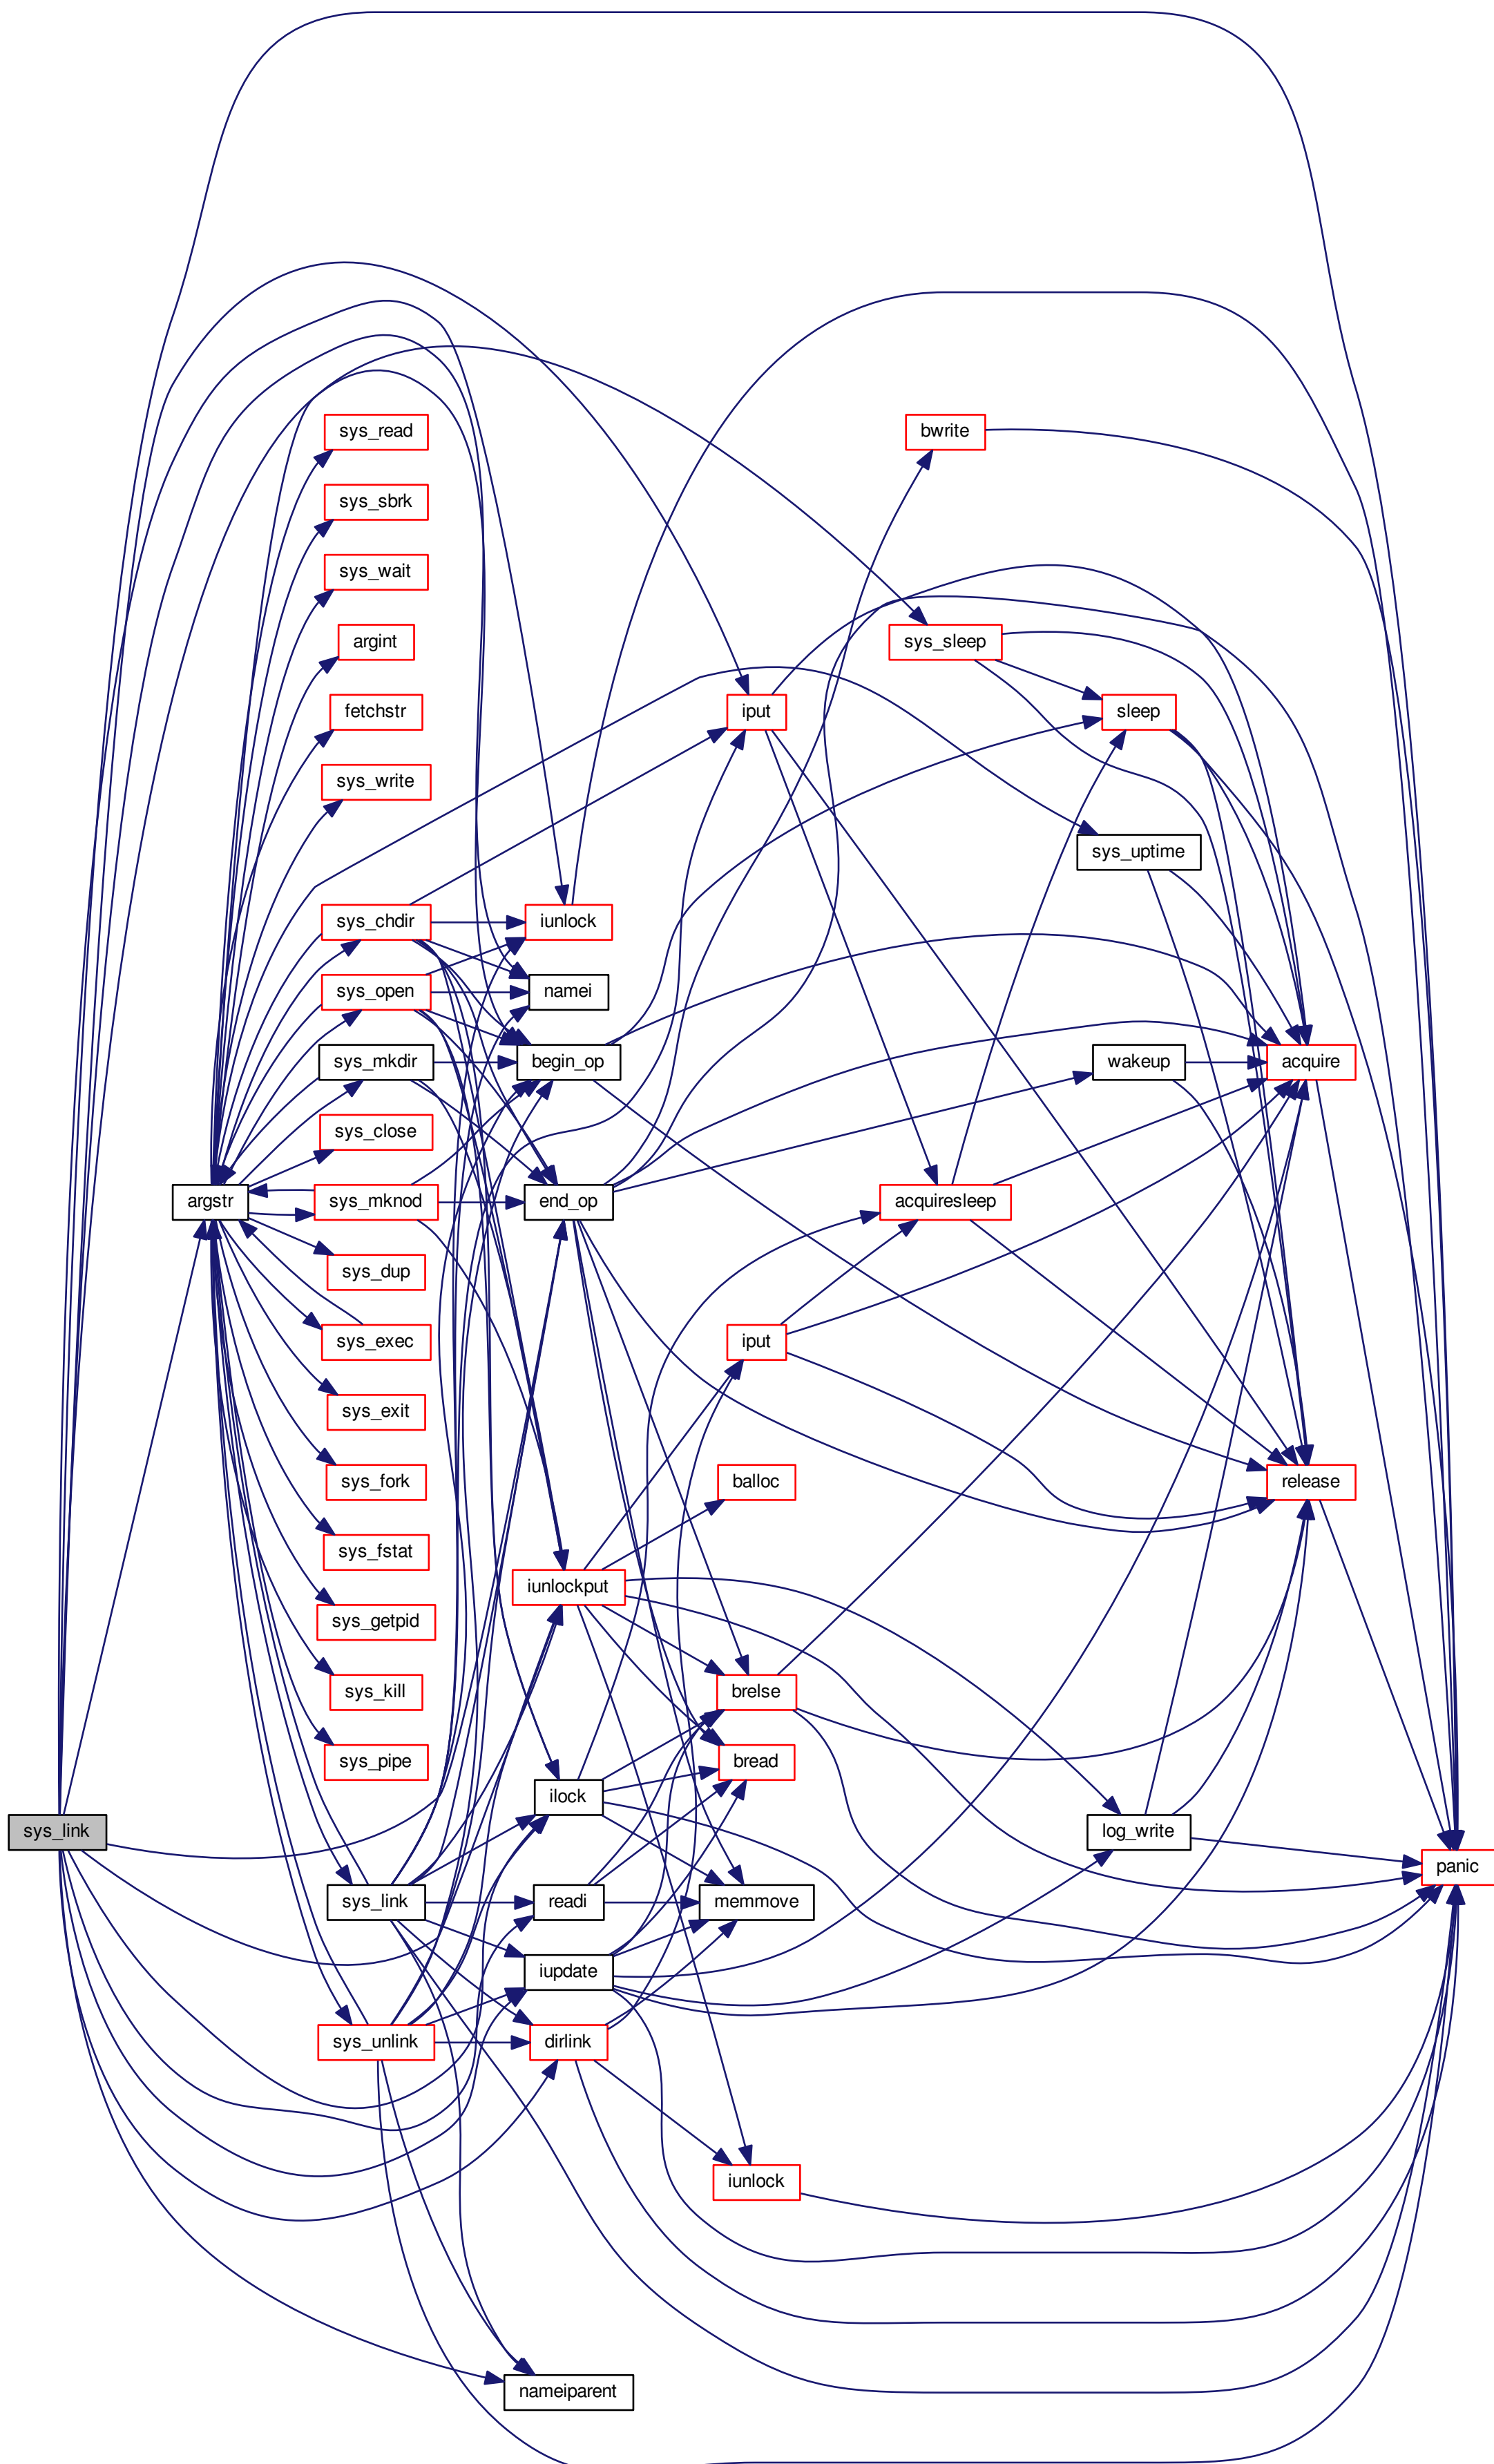 sys_link
argstr
sys_read
sys_sbrk
sys_wait
argint
fetchstr
sys_write
sys_chdir
sys_open
sys_mkdir
sys_close
sys_mknod
sys_dup
sys_exec
sys_exit
sys_fork
sys_fstat
sys_getpid
sys_kill
sys_pipe
sys_link
sys_unlink
iunlock
namei
begin_op
end_op
iunlockput
ilock
readi
iupdate
dirlink
nameiparent
iput
iput
balloc
brelse
bread
memmove
iunlock
bwrite
sys_sleep
acquiresleep
sleep
sys_uptime
wakeup
log_write
acquire
release
panic